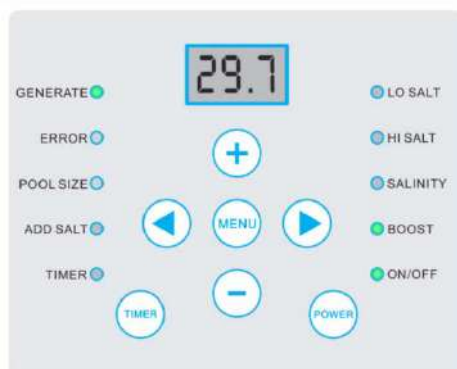 29.7
GENERATE
LO SALT
ERROR
HI SALT
POOL SIZE
SALINITY
ADD SALT
MENU
BOOST
TIMER
ON/OFF
TIMER
POWER